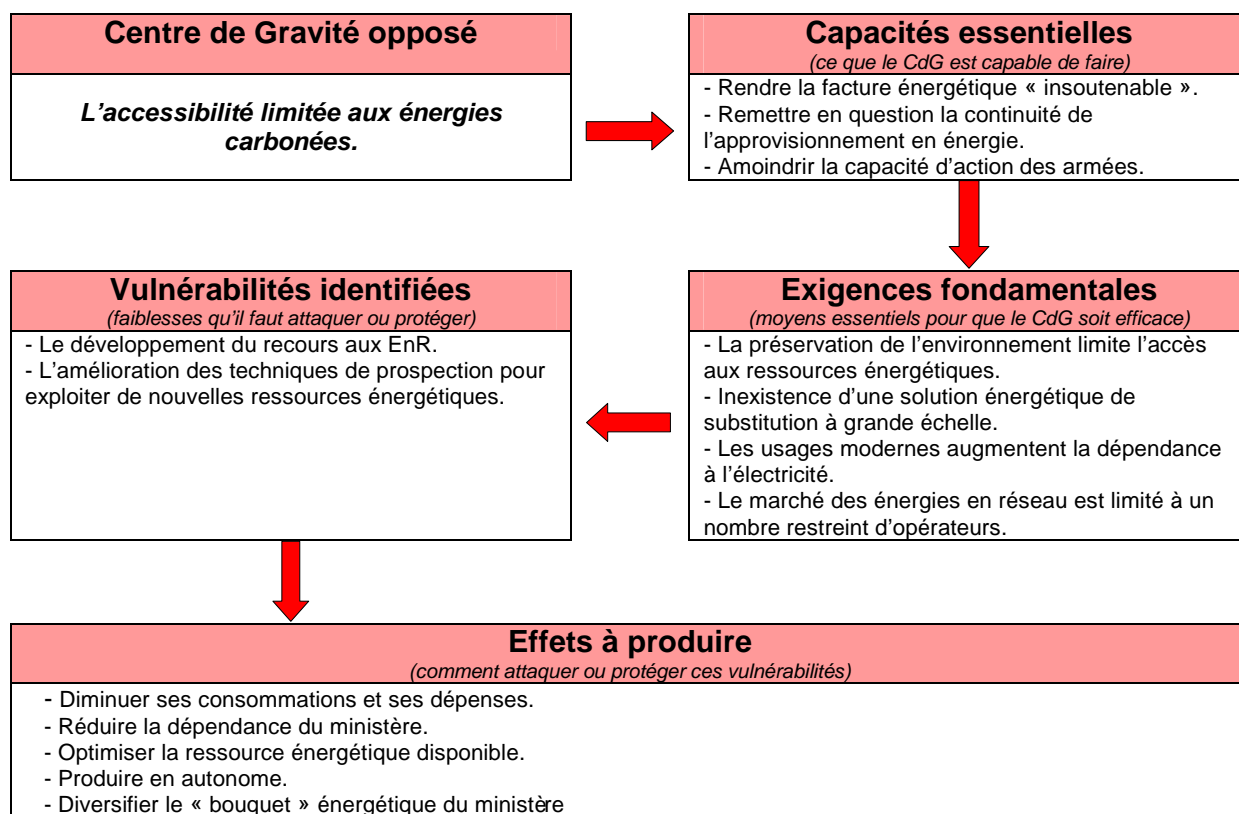 Centre de Gravité opposé
L’accessibilité limitée aux énergies
carbonées.
Capacités essentielles
(ce que le CdG est capable de faire)
- Rendre la facture énergétique « insoutenable ».
- Remettre en question la continuité de
l’approvisionnement en énergie.
- Amoindrir la capacité d’action des armées.
Exigences fondamentales
(moyens essentiels pour que le CdG soit efficace)
- La préservation de l’environnement limite l’accès
aux ressources énergétiques.
- Inexistence d’une solution énergétique de
substitution à grande échelle.
- Les usages modernes augmentent la dépendance
à l’électricité.
- Le marché des énergies en réseau est limité à un
nombre restreint d’opérateurs.
Vulnérabilités identifiées
(faiblesses qu’il faut attaquer ou protéger)
- Le développement du recours aux EnR.
- L’amélioration des techniques de prospection pour
exploiter de nouvelles ressources énergétiques.
Effets à produire
(comment attaquer ou protéger ces vulnérabilités)
- Diminuer ses consommations et ses dépenses.
- Réduire la dépendance du ministère.
- Optimiser la ressource énergétique disponible.
- Produire en autonome.
- Diversifier le « bouquet » énergétique du ministère